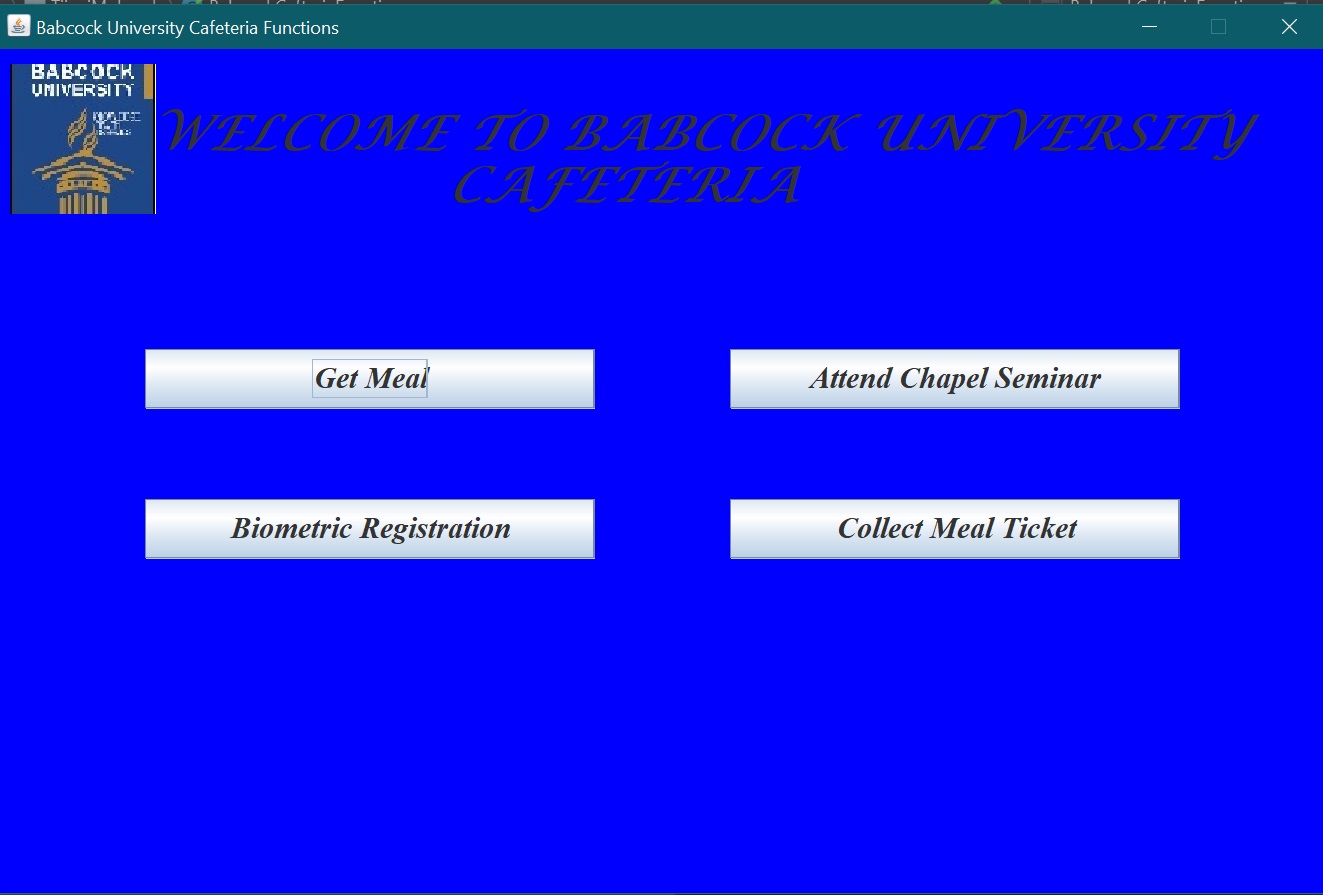 Babcock University Cafeteria Functions
BABCOCK
UNIVERSITY
WELCOME TO BABCOCK UNIVERSITY
CAFETERIA
Get Meal
Attend Chapel Seminar
Biometric Registration
Collect Meal Ticket